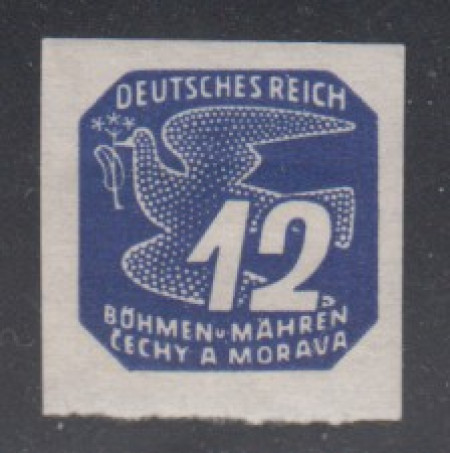 DEUTSCHES REICH
12
BÖHMEN u. MÄHREN
ČECHY A MORAVA